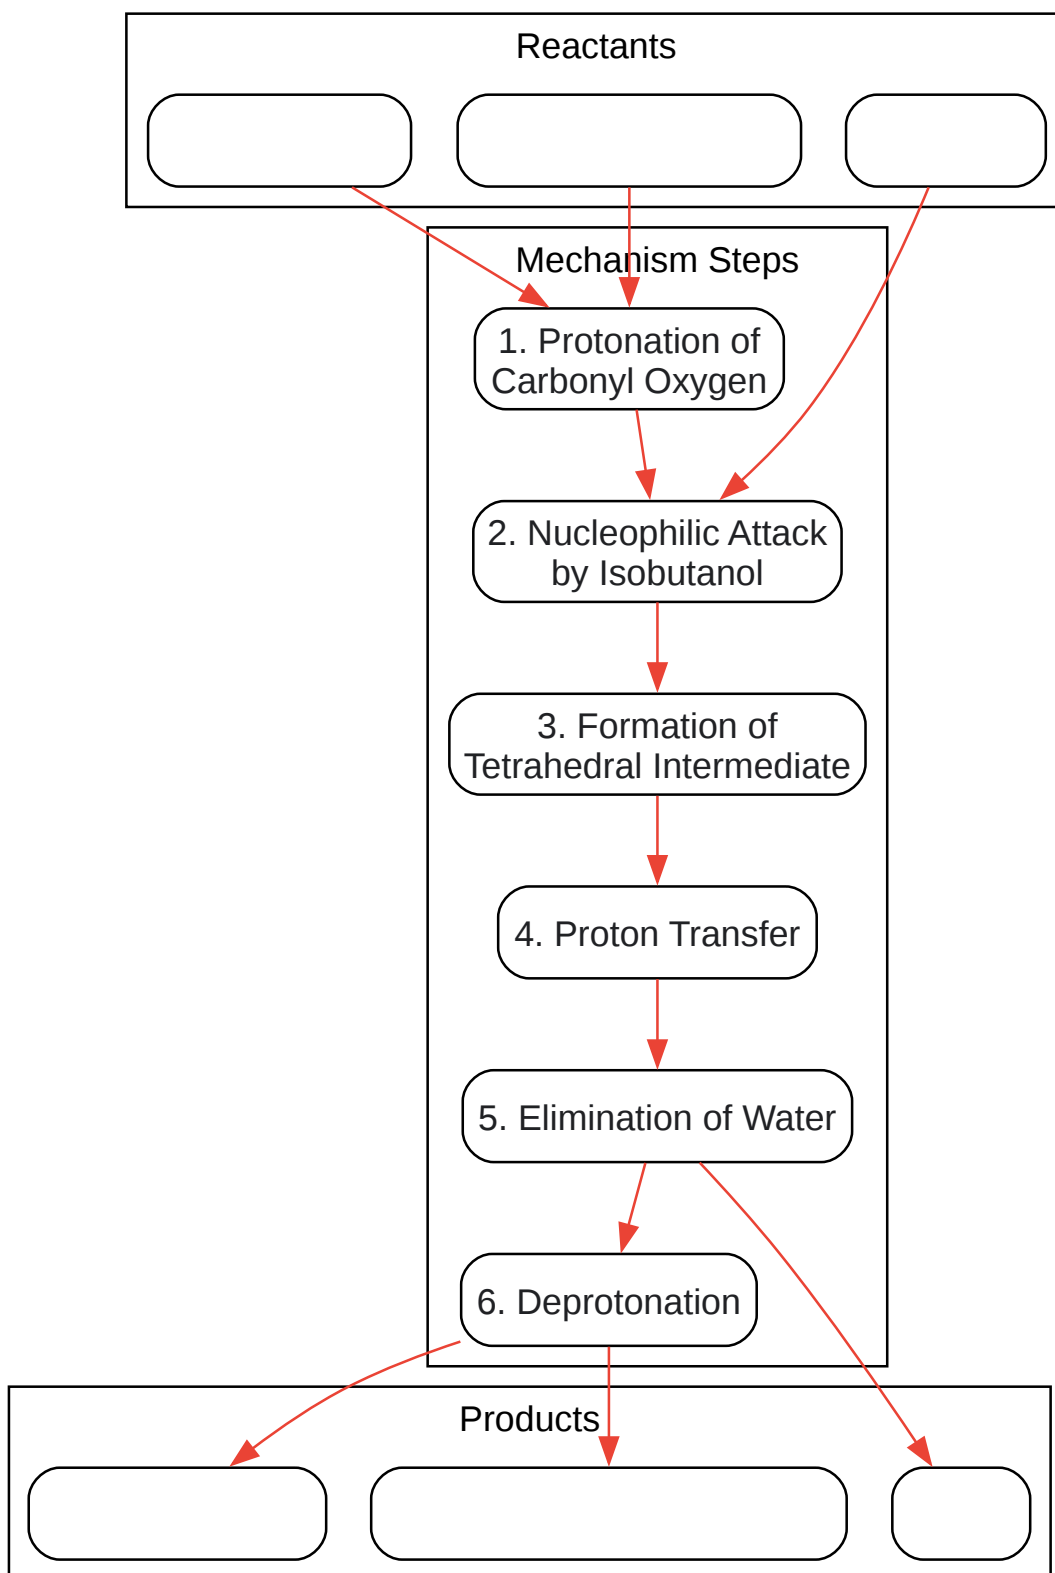 Reactants
Mechanism Steps
1. Protonation of
Carbonyl Oxygen
2. Nucleophilic Attack
by Isobutanol
3. Formation of
Tetrahedral Intermediate
4. Proton Transfer
5. Elimination of Water
6. Deprotonation
Products